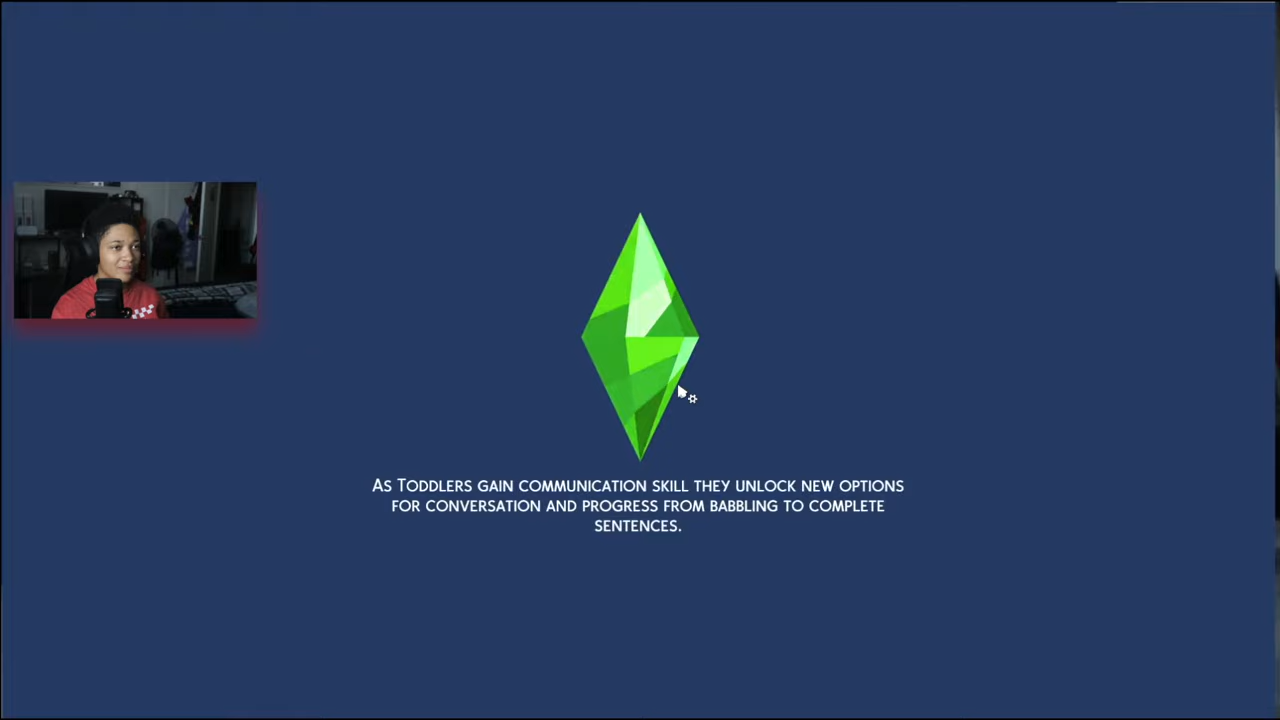 AS TODDLERS GAIN COMMUNICATION SKILL THEY UNLOCK NEW OPTIONS
FOR CONVERSATION AND PROGRESS FROM BABBLING TO COMPLETE
SENTENCES.